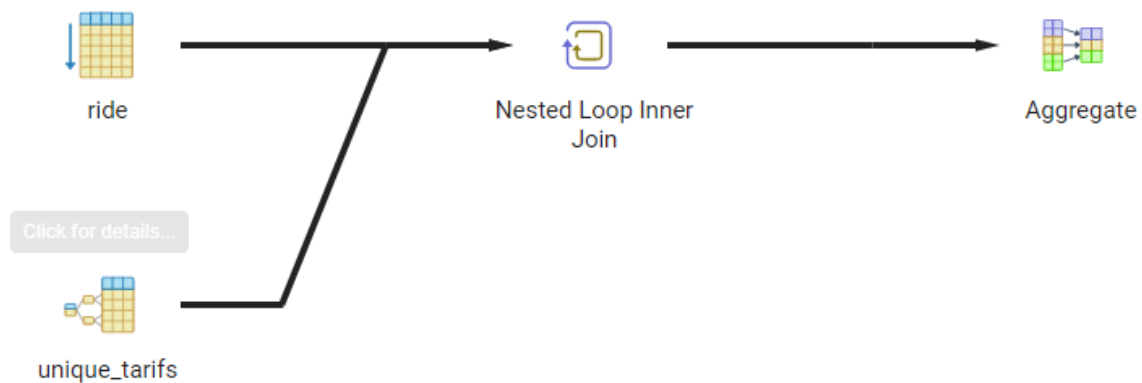 ride
Nested Loop Inner
Join
Aggregate
Click for details...
unique_tarifs